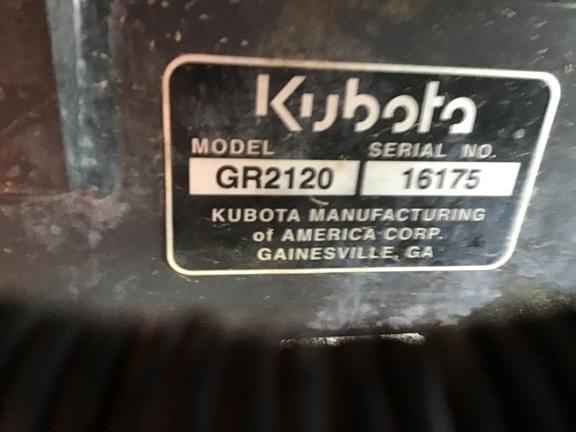 Kubota
MODEL SERIAL NO.
GR2120 16175
KUBOTA MANUFACTURING
of AMERICA CORP.
GAINESVILLE, GA